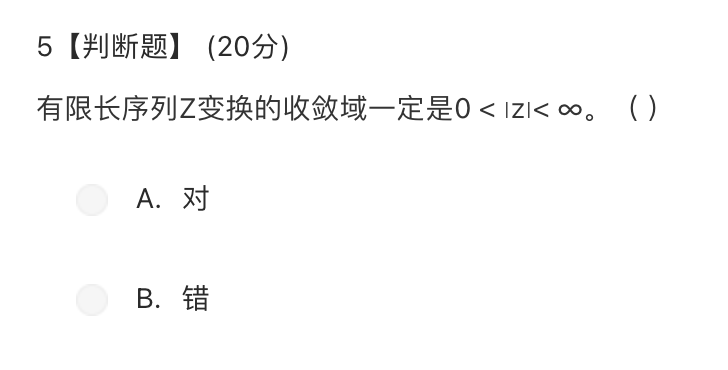 5【判断题】 (20分)
有限长序列Z变换的收敛域一定是0 < |z|< ∞。（ ）
A. 对
B. 错